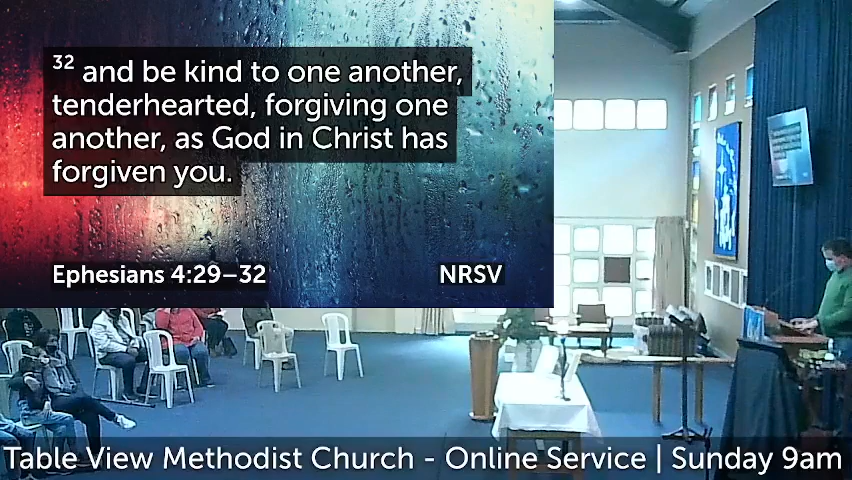 32 and be kind to one another,
tenderhearted, forgiving one
another, as God in Christ has
forgiven you.
Ephesians 4:29–32 NRSV
Table View Methodist Church - Online Service | Sunday 9am